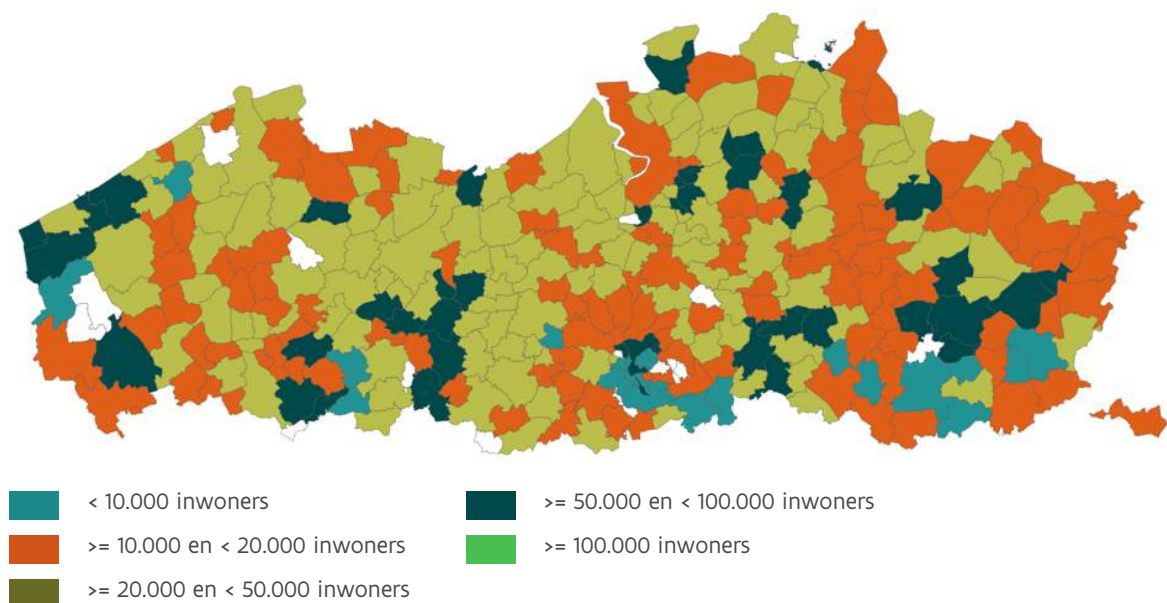 < 10.000 inwoners
>= 10.000 en < 20.000 inwoners
>= 20.000 en < 50.000 inwoners
>= 50.000 en < 100.000 inwoners
>= 100.000 inwoners